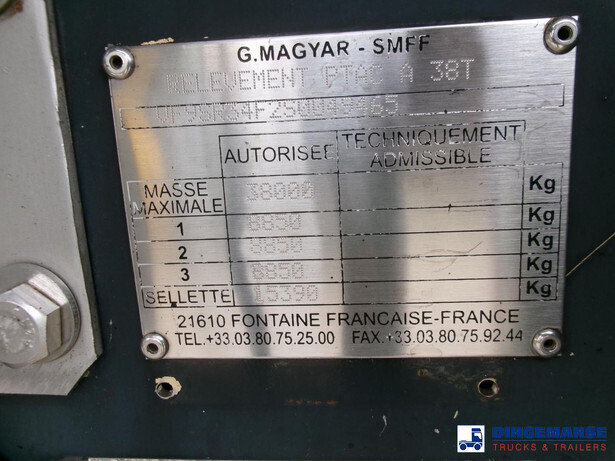 G.MAGYAR - SMFF
RELEVEMENT PTAC A 38T
AUTORISEE TECHNIQUEMENT ADMISSIBLE
MASSE MAXIMALE 38000 Kg
1 8850 Kg
2 8850 Kg
3 8850 Kg
SELLETTE 15390 Kg
21610 FONTAINE FRANCAISE-FRANCE
TEL.+33.03.80.75.25.00 FAX.+33.03.80.75.92.44
DINGEMANSE
TRUCKS & TRAILERS